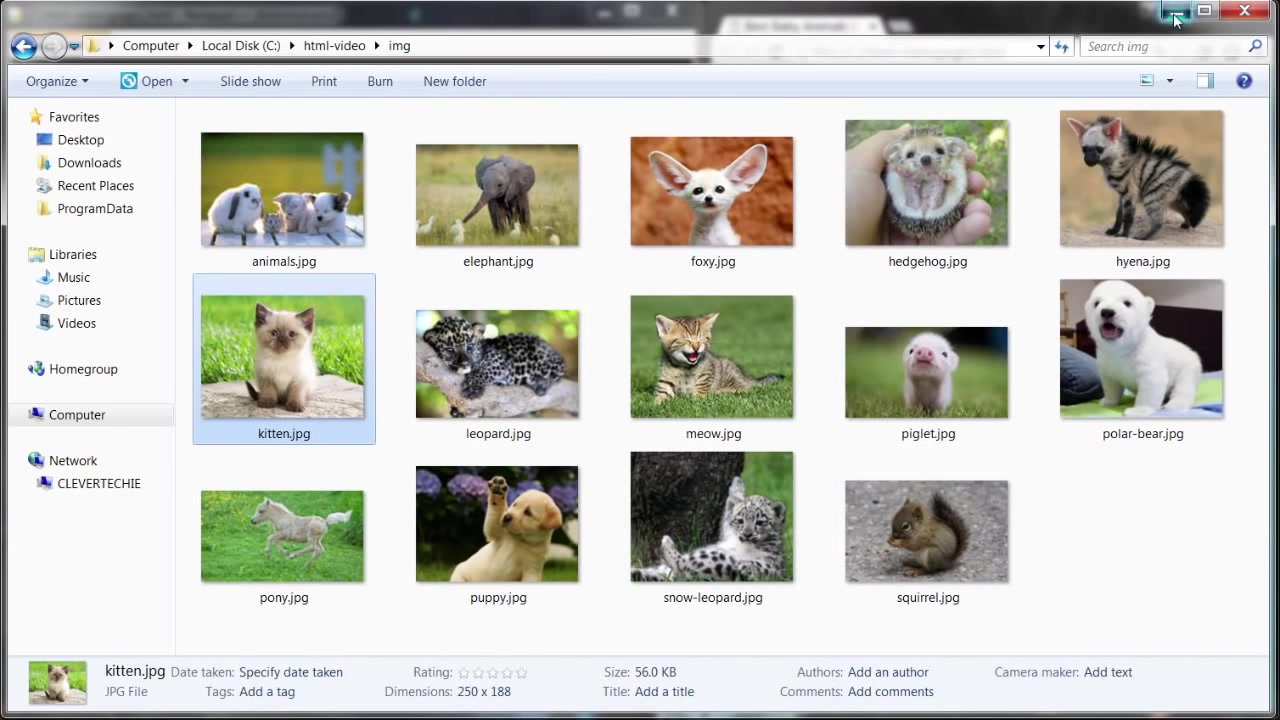 Computer Local Disk (C:) html-video img Search img
Organize Open Slide show Print Burn New folder
Favorites
Desktop
Downloads
Recent Places
ProgramData
Libraries
Music
Pictures
Videos
Homegroup
Computer
Network
CLEVERTECHIE
animals.jpg elephant.jpg foxy.jpg hedgehog.jpg hyena.jpg
kitten.jpg leopard.jpg meow.jpg piglet.jpg polar-bear.jpg
pony.jpg puppy.jpg snow-leopard.jpg squirrel.jpg
kitten.jpg Date taken: Specify date taken Rating: Size: 56.0 KB Authors: Add an author Camera maker: Add text
JPG File Tags: Add a tag Dimensions: 250 x 188 Title: Add a title Comments: Add comments